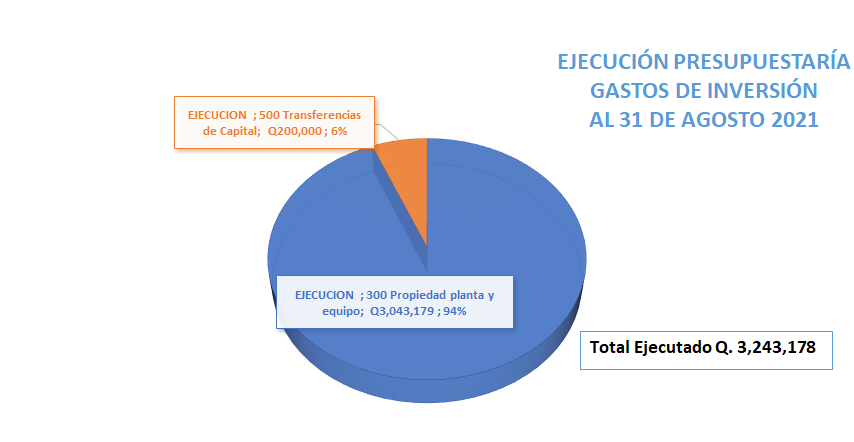 EJECUCIÓN PRESUPUESTARÍA
GASTOS DE INVERSIÓN
AL 31 DE AGOSTO 2021
EJECUCION  ; 500 Transferencias
de Capital;  Q200,000 ; 6%
EJECUCION  ; 300 Propiedad planta y
equipo;  Q3,043,179 ; 94%
Total Ejecutado Q. 3,243,178